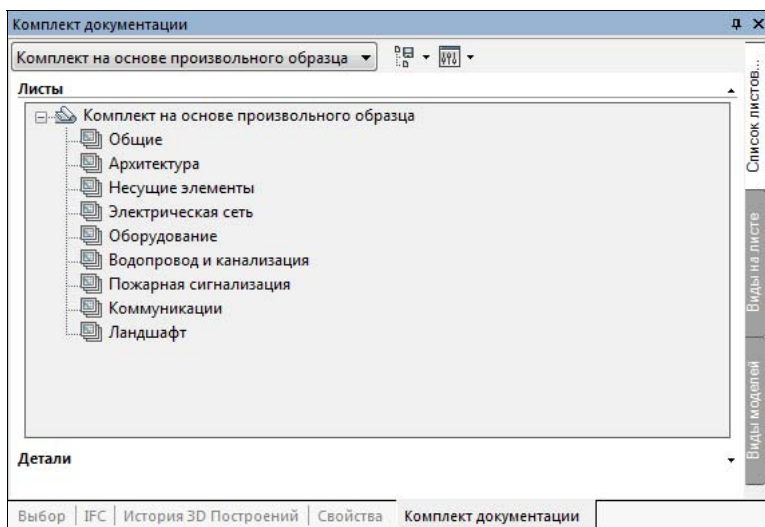 Комплект документации
Комплект на основе произвольного образца
Листы
Комплект на основе произвольного образца
Общие
Архитектура
Несущие элементы
Электрическая сеть
Оборудование
Водопровод и канализация
Пожарная сигнализация
Коммуникации
Ландшафт
Детали
Список листов...
Виды на листе
Виды моделей
Выбор IFC История 3D Построений Свойства Комплект документации